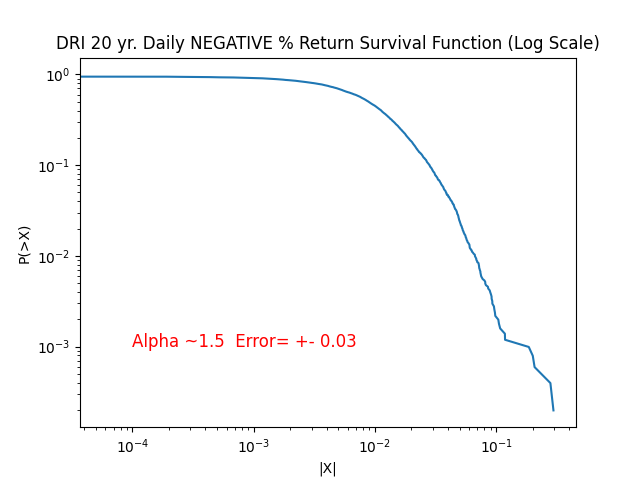 DRI 20 yr. Daily NEGATIVE % Return Survival Function (Log Scale)
10⁰
10⁻¹
10⁻²
10⁻³
P(>X)
Alpha ~1.5  Error= +- 0.03
10⁻⁴ 10⁻³ 10⁻² 10⁻¹
|X|